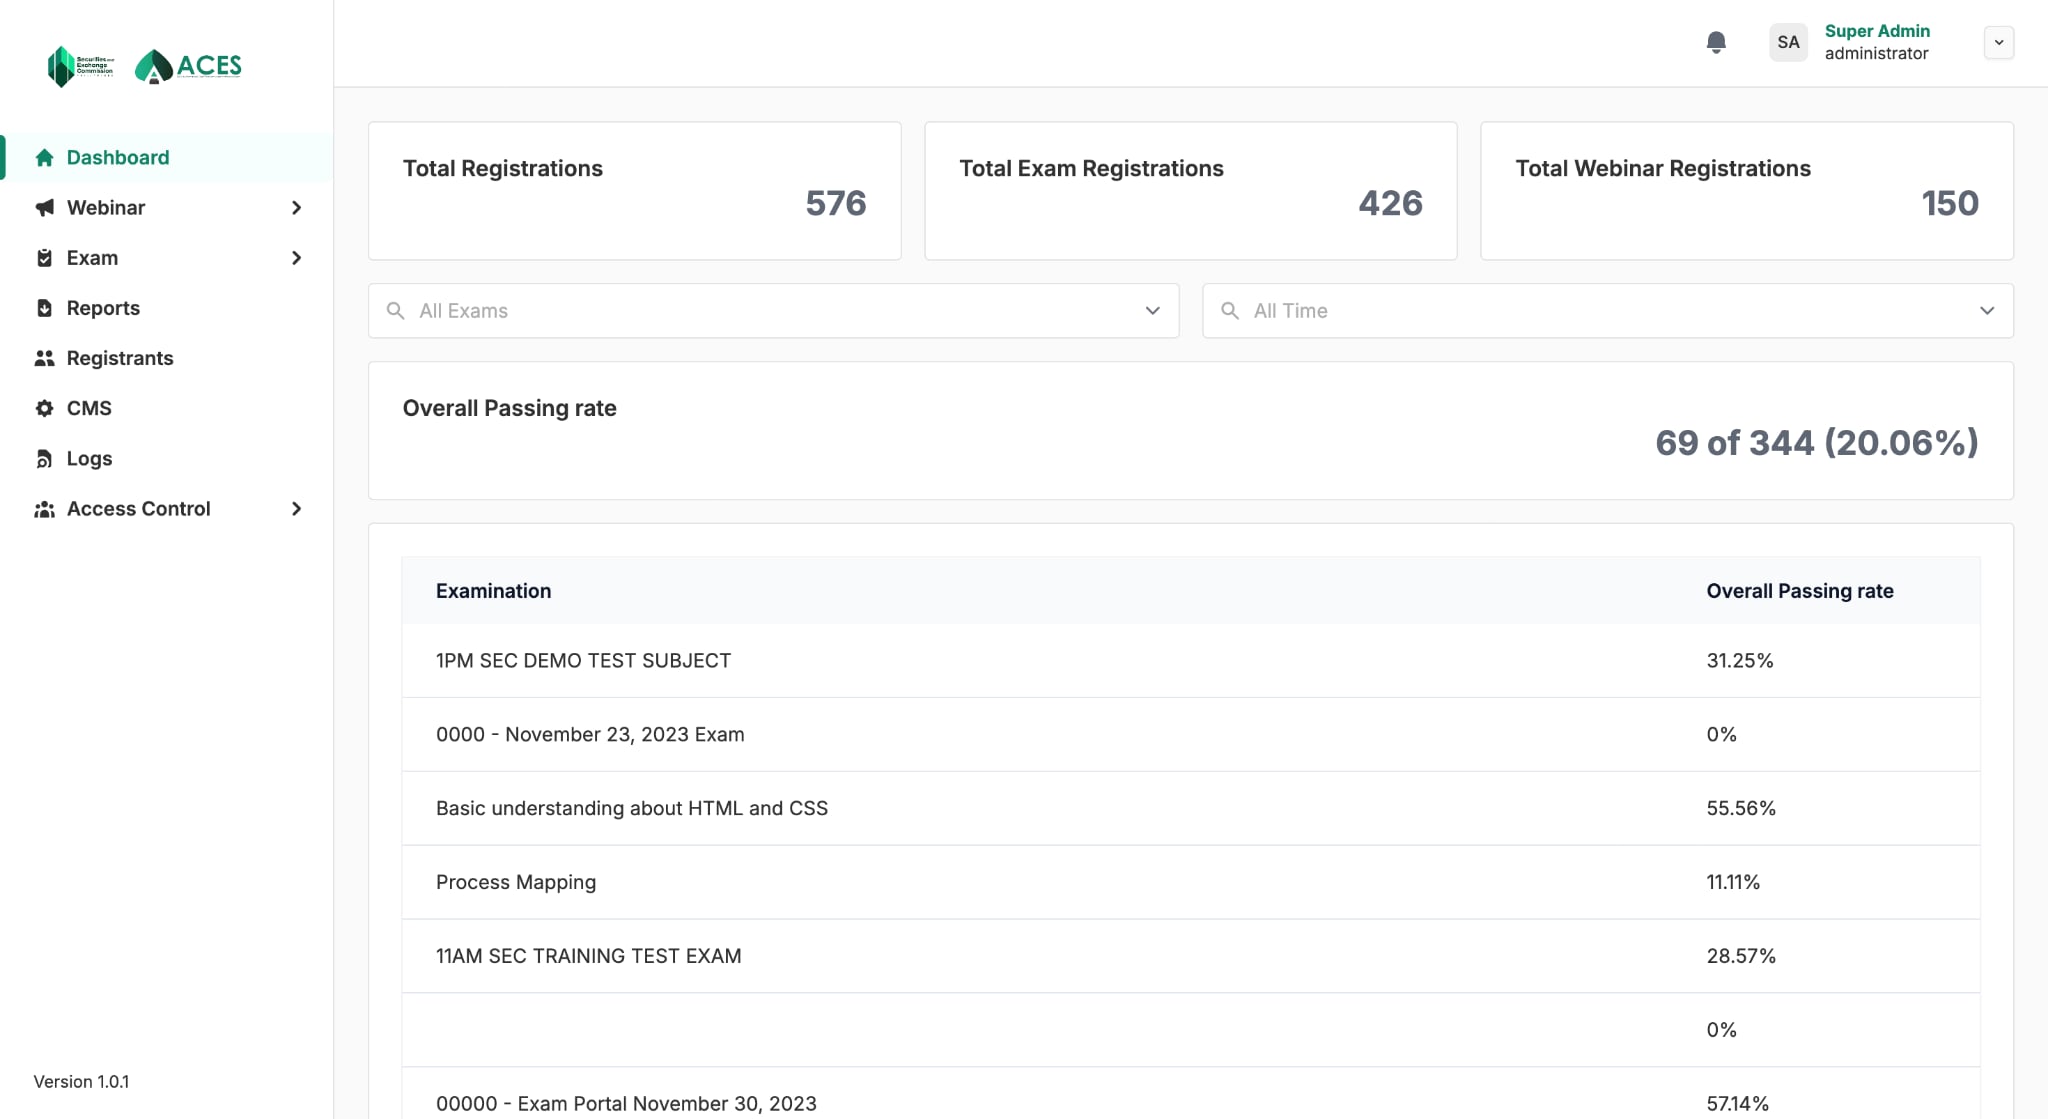 Securities and
Exchange
Commission
ACES
Super Admin
SA
administrator
Dashboard
Webinar
Exam
Reports
Registrants
CMS
Logs
Access Control
Version 1.0.1
Total Registrations
576
Total Exam Registrations
426
Total Webinar Registrations
150
All Exams
All Time
Overall Passing rate
69 of 344 (20.06%)
Examination Overall Passing rate
1PM SEC DEMO TEST SUBJECT 31.25%
0000 - November 23, 2023 Exam 0%
Basic understanding about HTML and CSS 55.56%
Process Mapping 11.11%
11AM SEC TRAINING TEST EXAM 28.57%
0%
00000 - Exam Portal November 30, 2023 57.14%